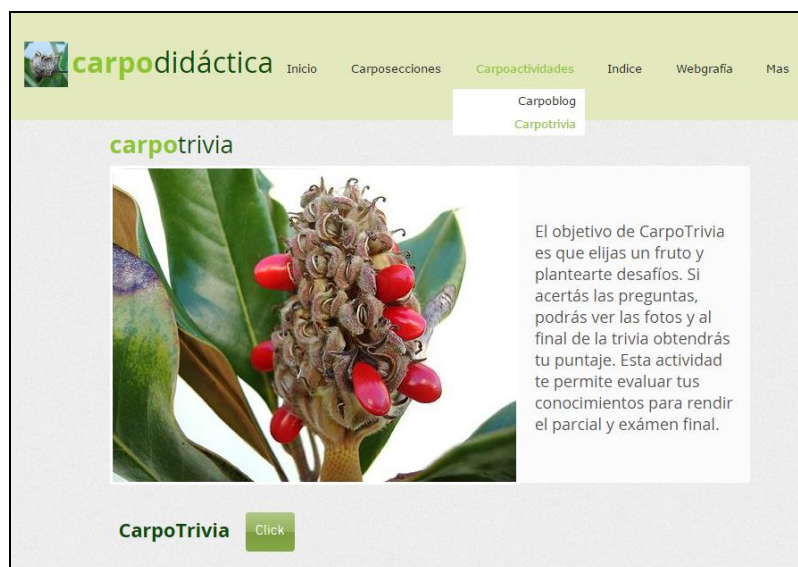 carpodidáctica Inicio Carposecciones Carpoactividades Indice Webgrafía Mas
Carpoblog
Carpotrivia
carpotrivia
El objetivo de CarpoTrivia
es que elijas un fruto y
plantearte desafíos. Si
acertás las preguntas,
podrás ver las fotos y al
final de la trivia obtendrás
tu puntaje. Esta actividad
te permite evaluar tus
conocimientos para rendir
el parcial y exámen final.
CarpoTrivia Click